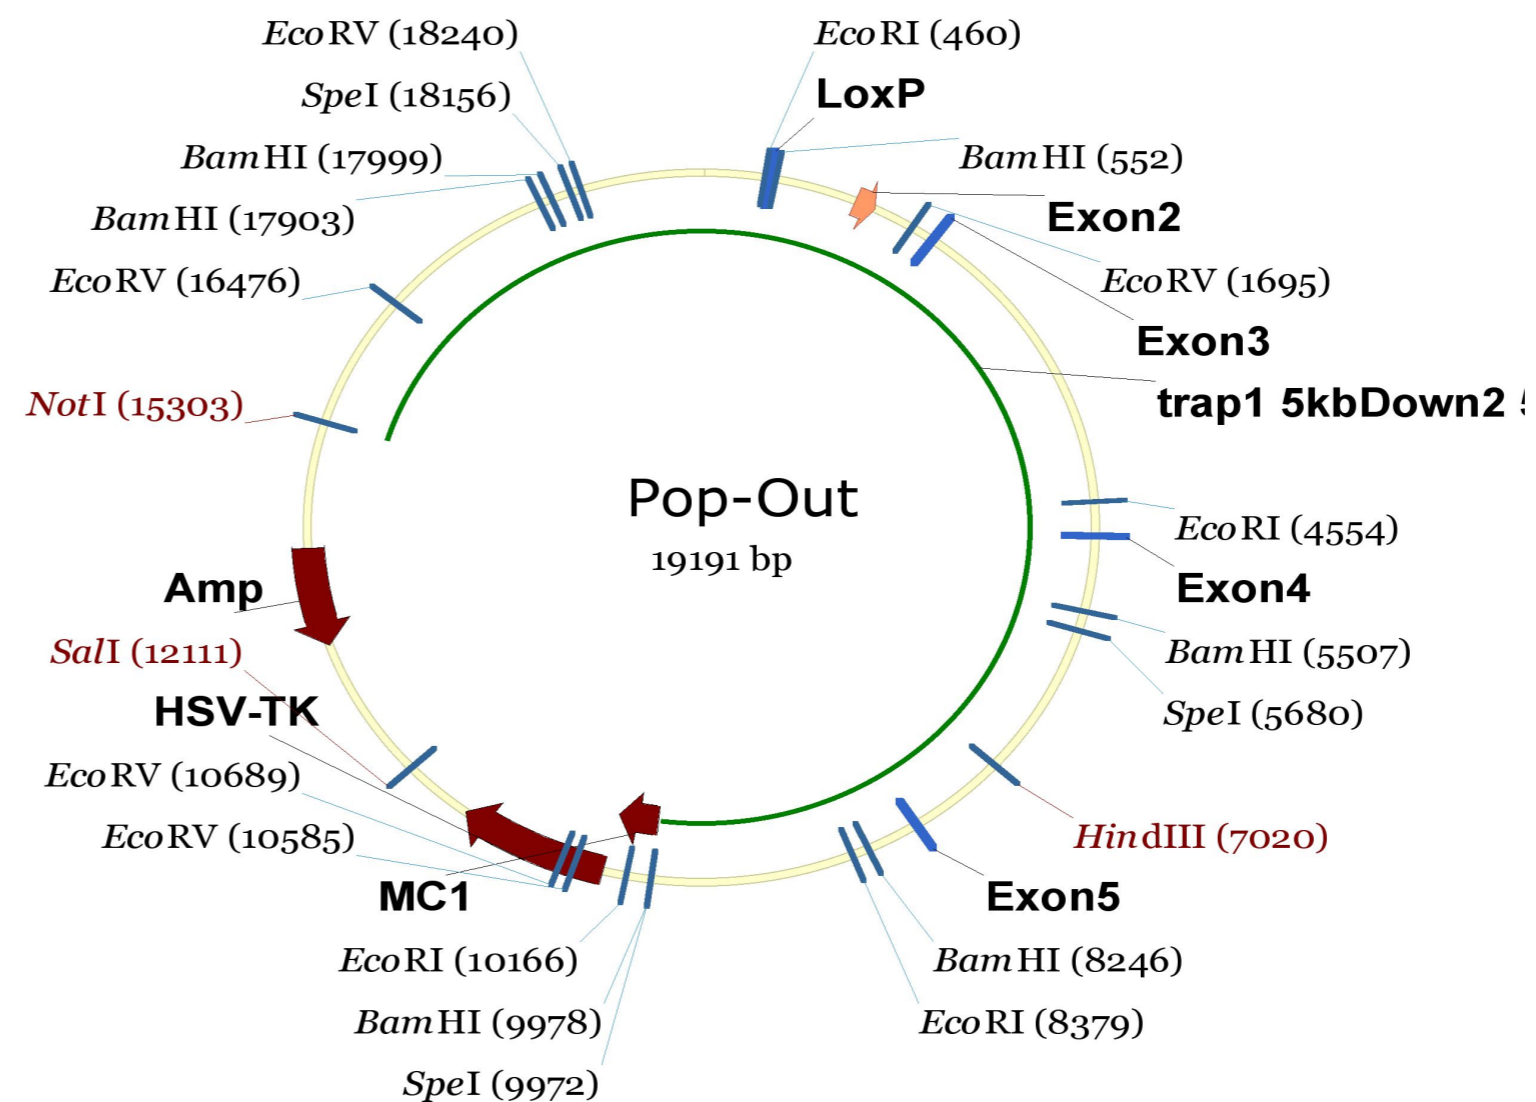 EcoRV (18240)
EcoRI (460)
SpeI (18156)
LoxP
BamHI (17999)
BamHI (552)
BamHI (17903)
Exon2
EcoRV (16476)
EcoRV (1695)
Exon3
NotI (15303)
trap1 5kbDown2 5
Pop-Out
EcoRI (4554)
19191 bp
Amp
Exon4
SalI (12111)
BamHI (5507)
HSV-TK
SpeI (5680)
EcoRV (10689)
EcoRV (10585)
HindIII (7020)
MC1
Exon5
EcoRI (10166)
BamHI (8246)
BamHI (9978)
EcoRI (8379)
SpeI (9972)